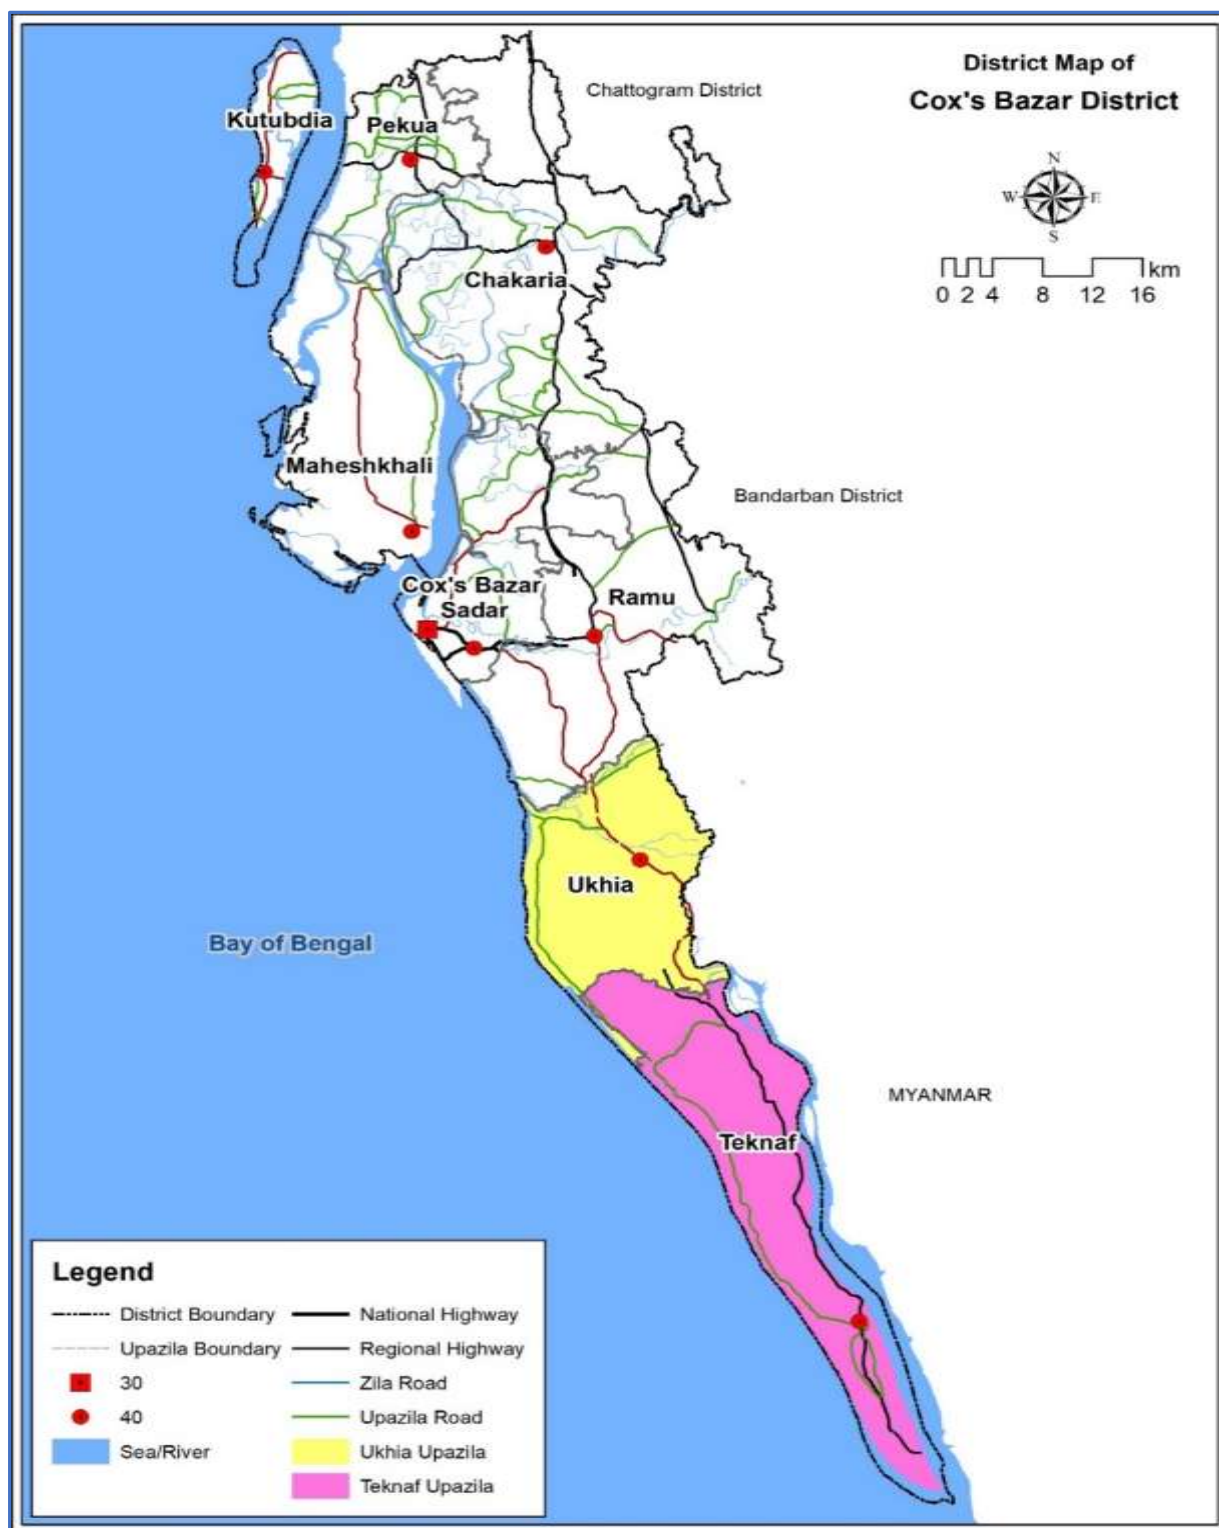 District Map of
Cox's Bazar District
Chattogram District
Kutubdia
Pekua
N
W
E
S
km
0 2 4 8 12 16
Chakaria
Maheshkhali
Bandarban District
Cox's Bazar
Sadar
Ramu
Ukhia
Bay of Bengal
MYANMAR
Teknaf
Legend
District Boundary
National Highway
Upazila Boundary
Regional Highway
30
Zila Road
40
Upazila Road
Sea/River
Ukhia Upazila
Teknaf Upazila